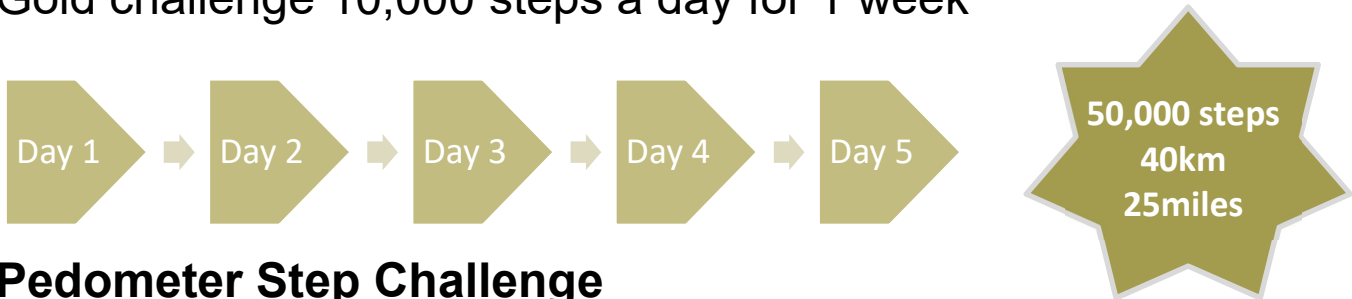 Gold challenge 10,000 steps a day for 1 week
Day 1
Day 2
Day 3
Day 4
Day 5
50,000 steps
40km
25miles
Pedometer Step Challenge